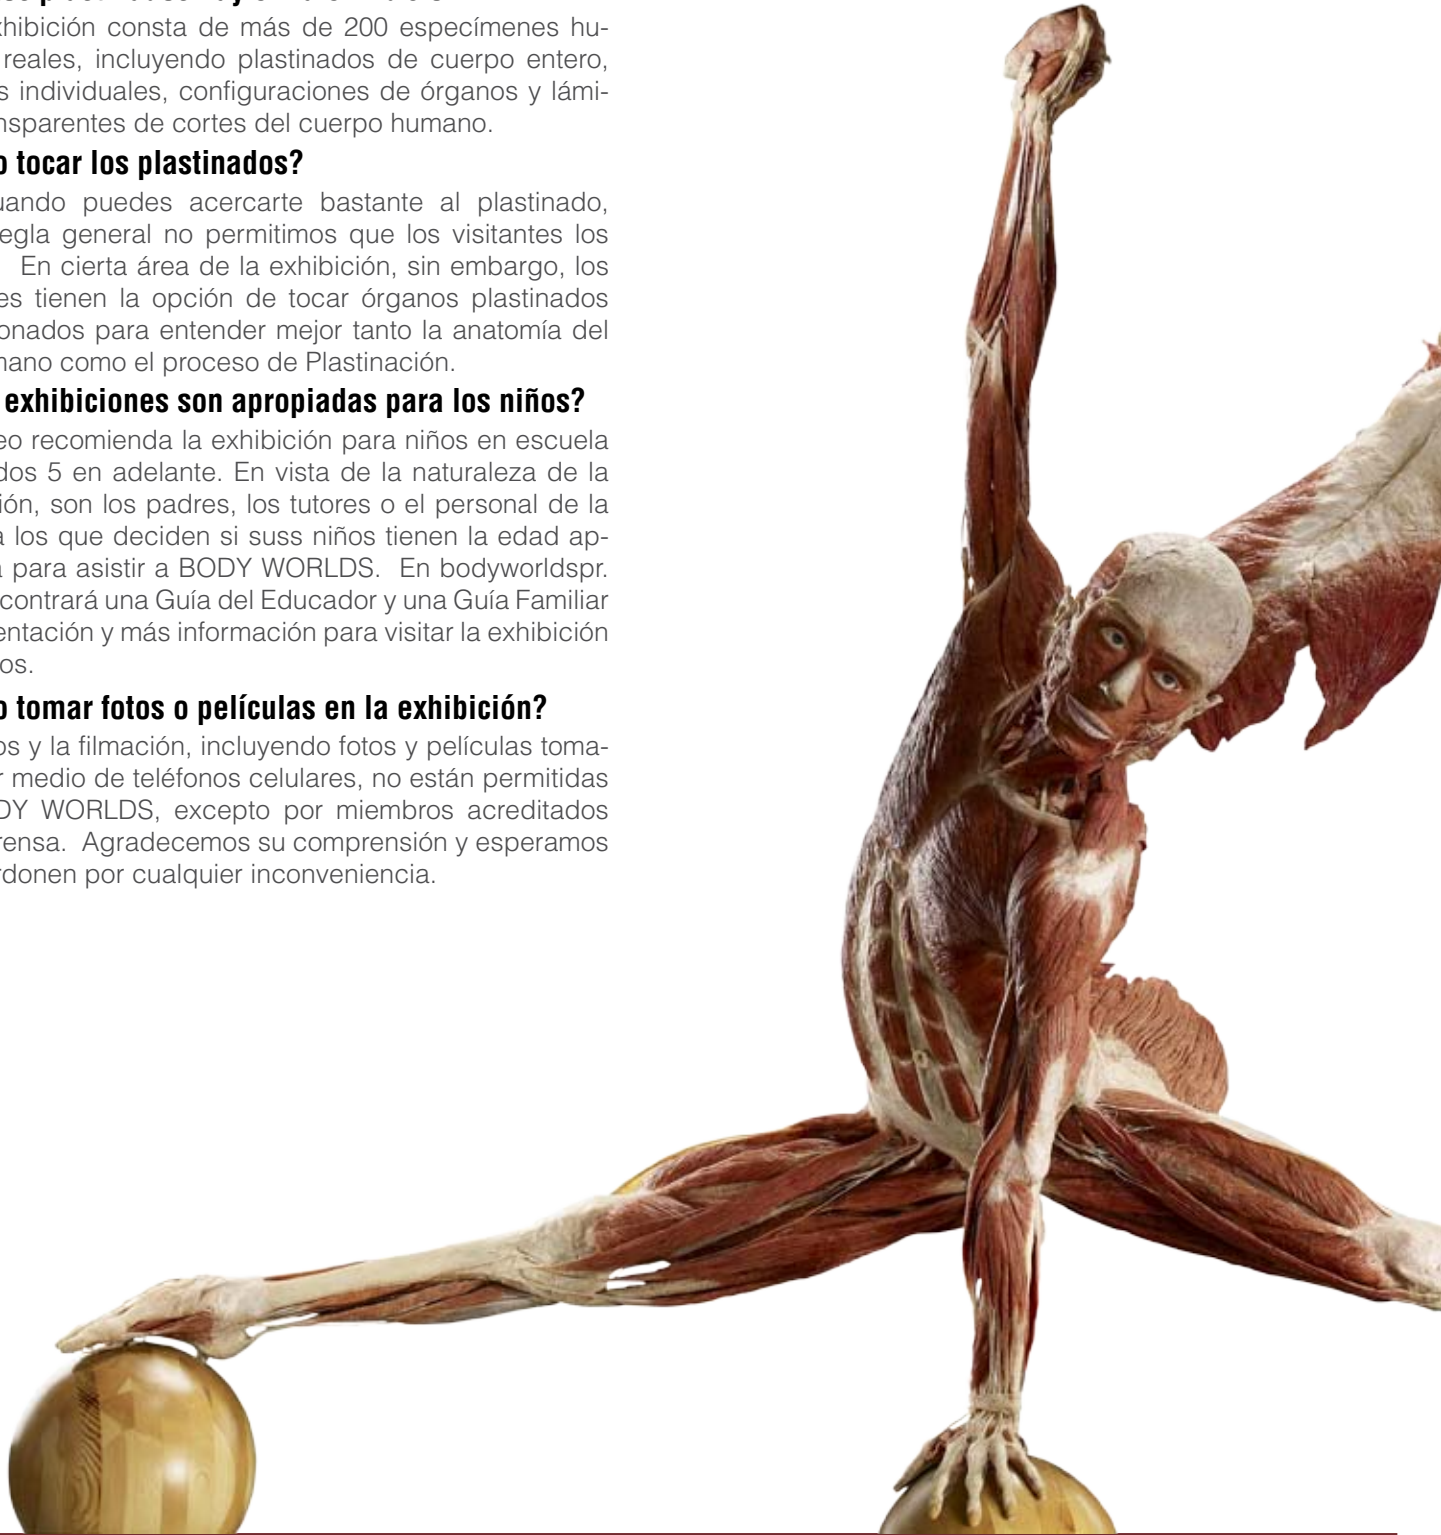 xhibición consta de más de 200 especímenes hu-
reales, incluyendo plastinados de cuerpo entero,
s individuales, configuraciones de órganos y lámi-
nsparentes de cortes del cuerpo humano.
o tocar los plastinados?
uando puedes acercarte bastante al plastinado,
egla general no permitimos que los visitantes los
En cierta área de la exhibición, sin embargo, los
es tienen la opción de tocar órganos plastinados
onados para entender mejor tanto la anatomía del
mano como el proceso de Plastinación.
exhibiciones son apropiadas para los niños?
eo recomienda la exhibición para niños en escuela
dos 5 en adelante. En vista de la naturaleza de la
ión, son los padres, los tutores o el personal de la
a los que deciden si suss niños tienen la edad ap-
a para asistir a BODY WORLDS. En bodyworldspr.
contrará una Guía del Educador y una Guía Familiar
entación y más información para visitar la exhibición
os.
o tomar fotos o películas en la exhibición?
os y la filmación, incluyendo fotos y películas toma-
r medio de teléfonos celulares, no están permitidas
DY WORLDS, excepto por miembros acreditados
rensa. Agradecemos su comprensión y esperamos
rdonen por cualquier inconveniencia.